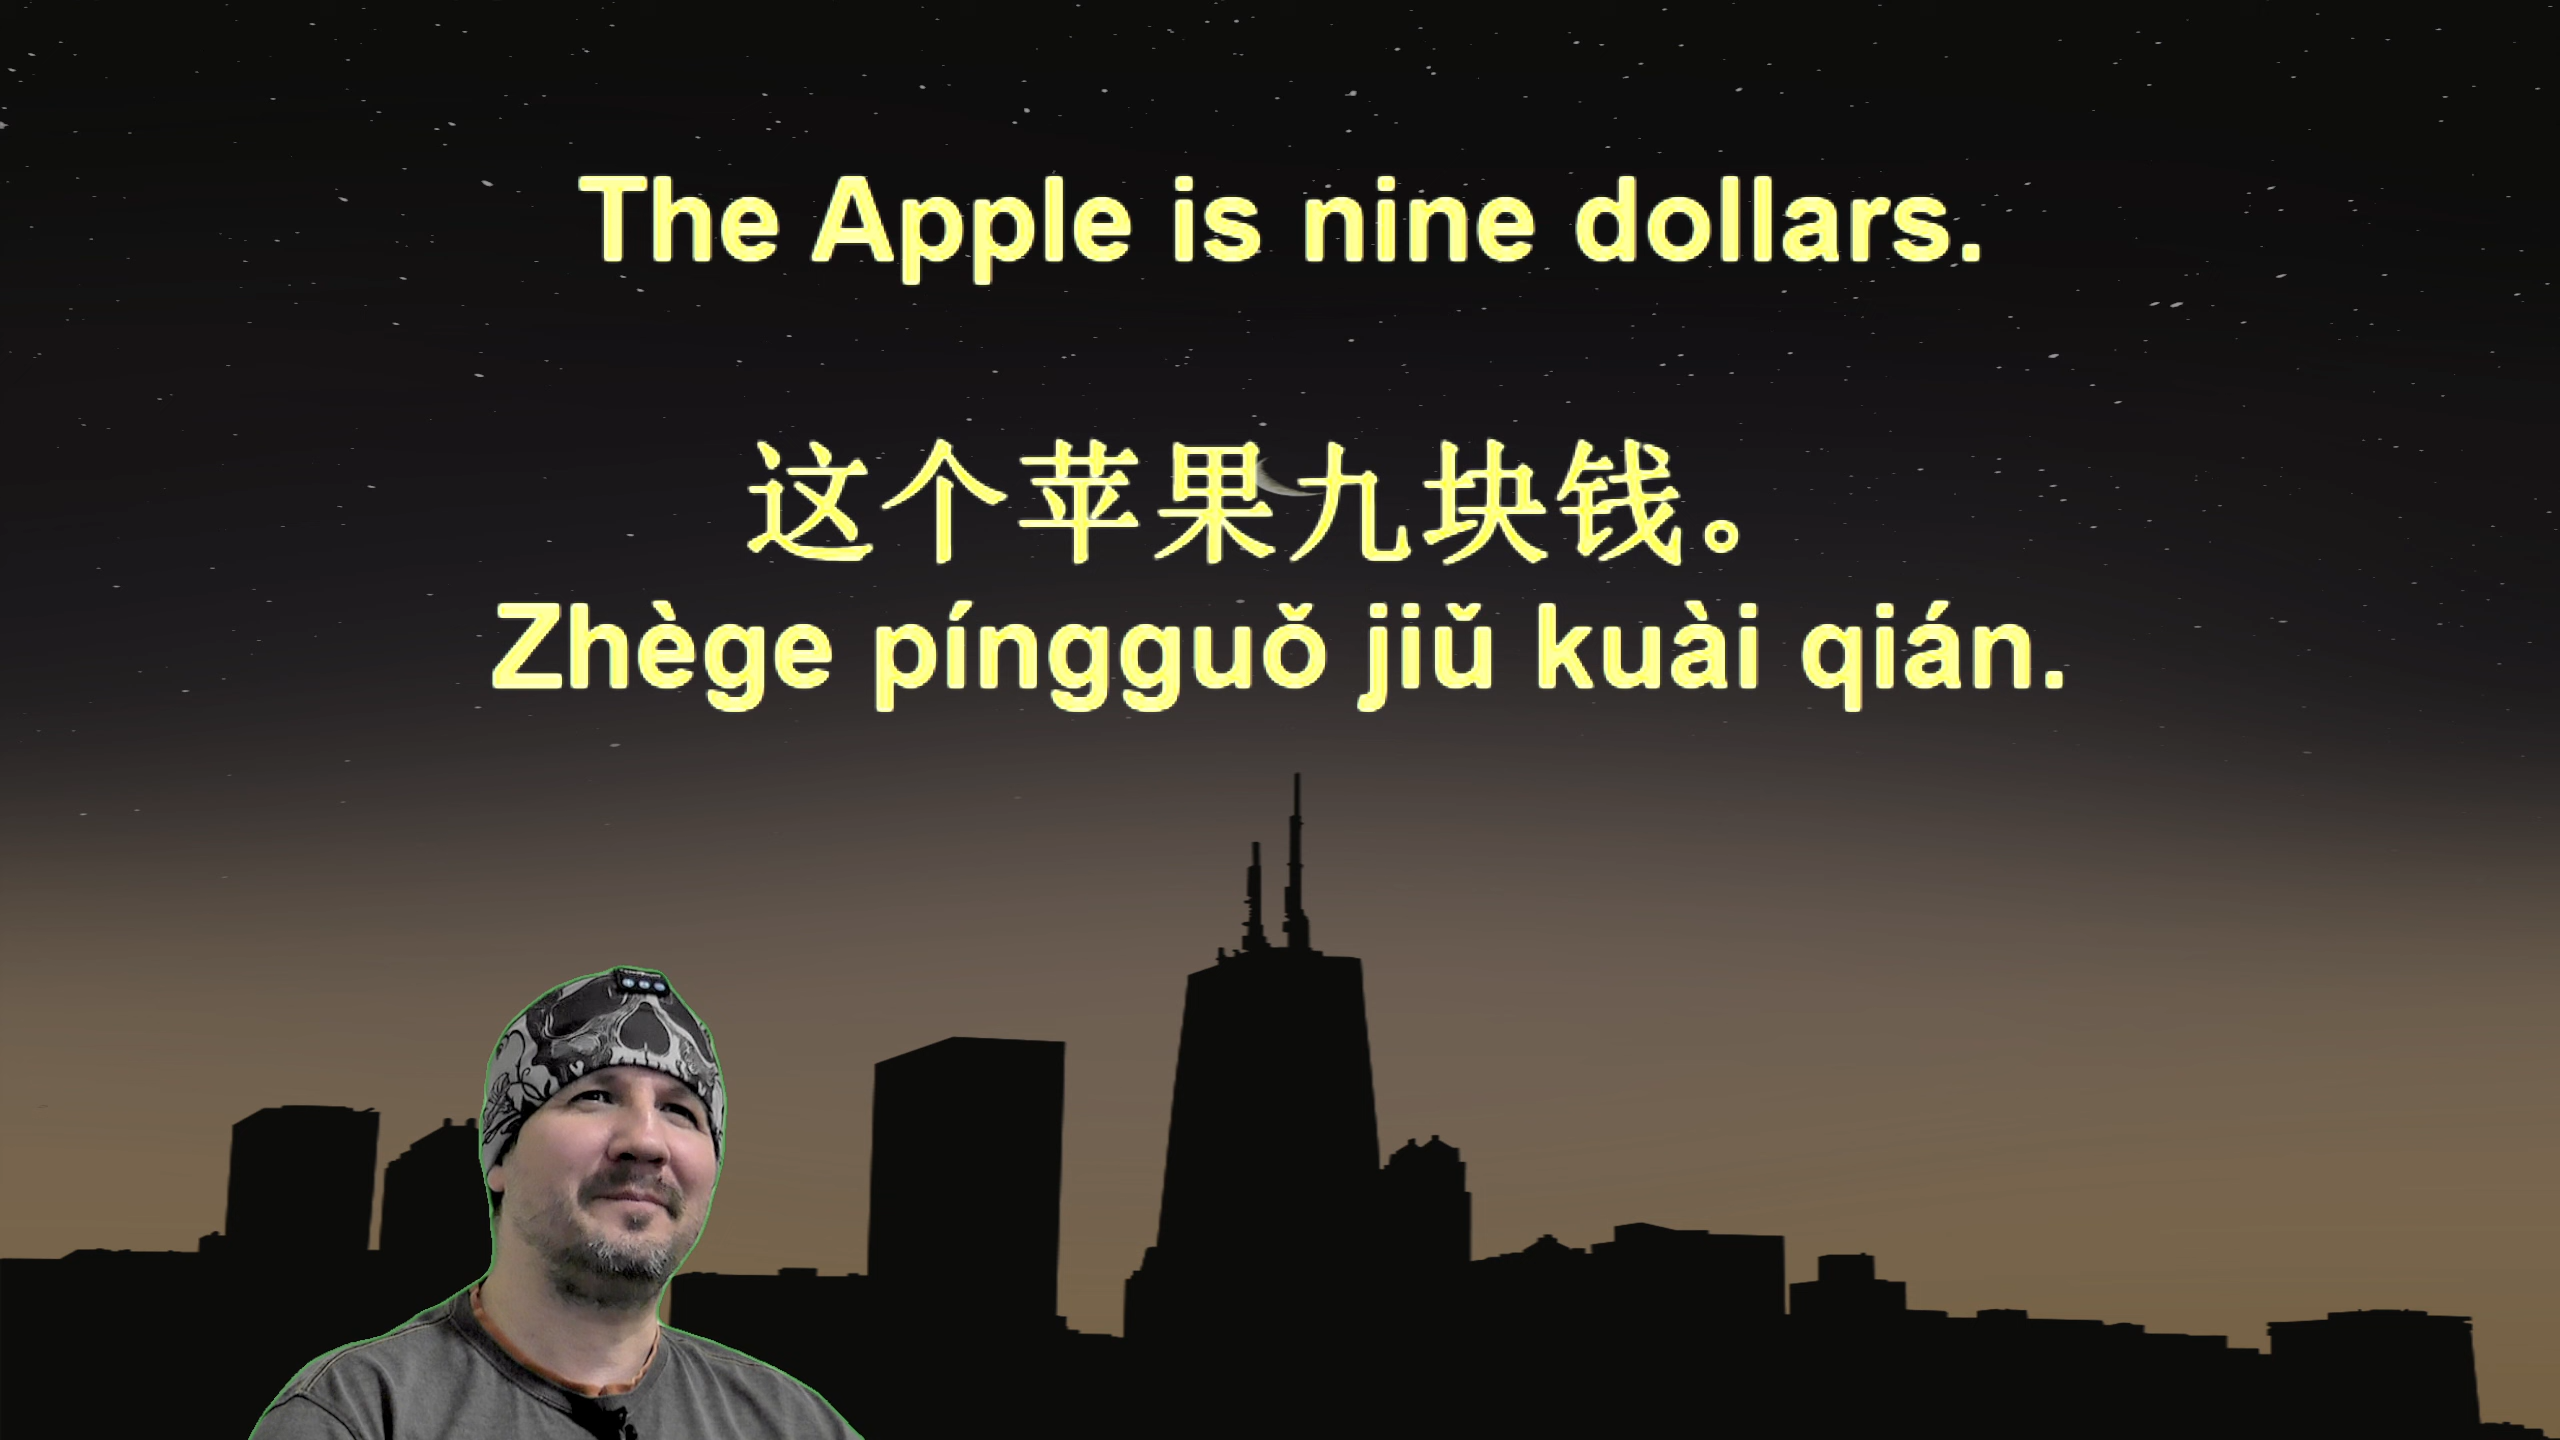 The Apple is nine dollars.
这个苹果九块钱。
Zhège píngguǒ jiǔ kuài qián.